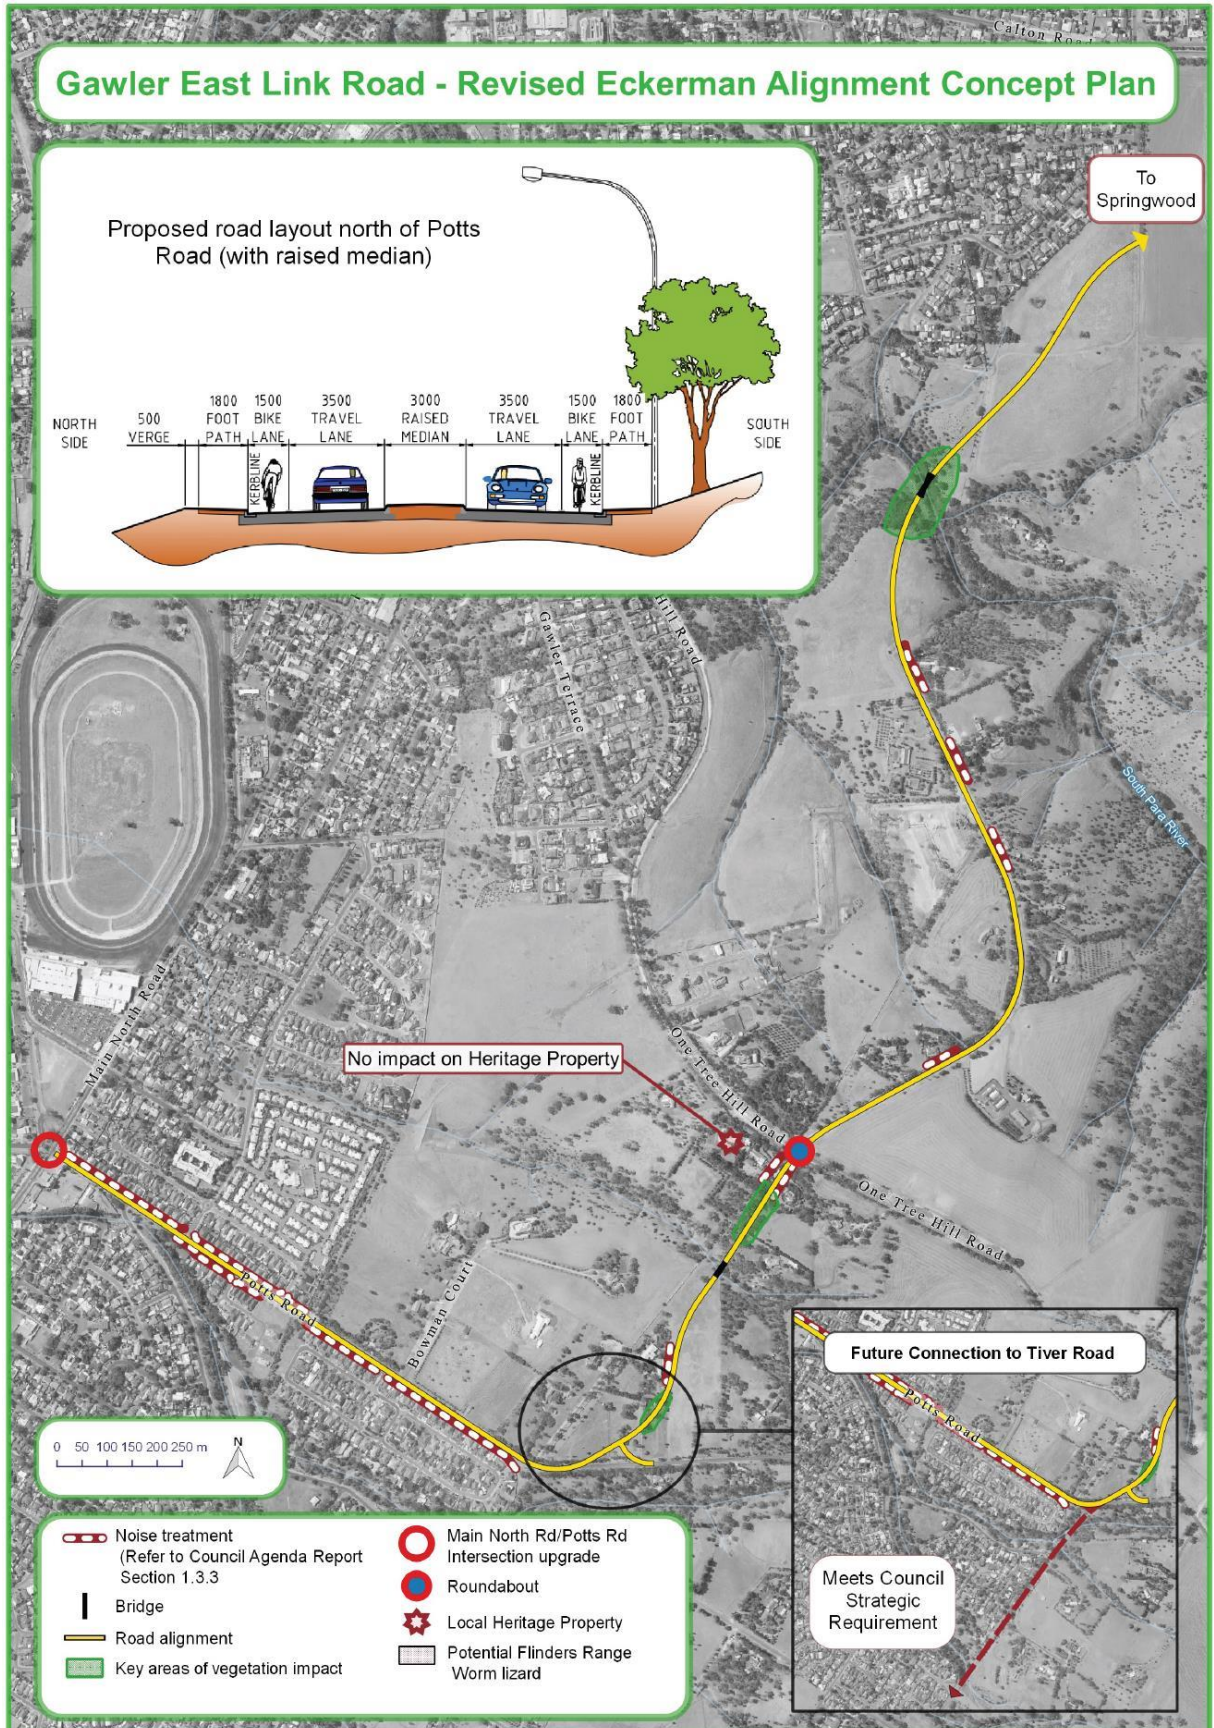 Calton Road
Gawler East Link Road - Revised Eckerman Alignment Concept Plan
To
Springwood
Proposed road layout north of Potts
Road (with raised median)
NORTH
SIDE
500
VERGE
1800
FOOT
PATH
1500
BIKE
LANE
3500
TRAVEL
LANE
3000
RAISED
MEDIAN
3500
TRAVEL
LANE
1500
BIKE
LANE
1800
FOOT
PATH
SOUTH
SIDE
KERBLINE
KERBLINE
Hill Road
Gawler Terrace
South Para River
Main North Road
No impact on Heritage Property
One Tree Hill Road
One Tree Hill Road
Potts Road
Bowman Court
Future Connection to Tiver Road
Potts Road
Meets Council
Strategic
Requirement
0 50 100 150 200 250 m
N
Noise treatment
(Refer to Council Agenda Report
Section 1.3.3
Bridge
Road alignment
Key areas of vegetation impact
Main North Rd/Potts Rd
Intersection upgrade
Roundabout
Local Heritage Property
Potential Flinders Range
Worm lizard